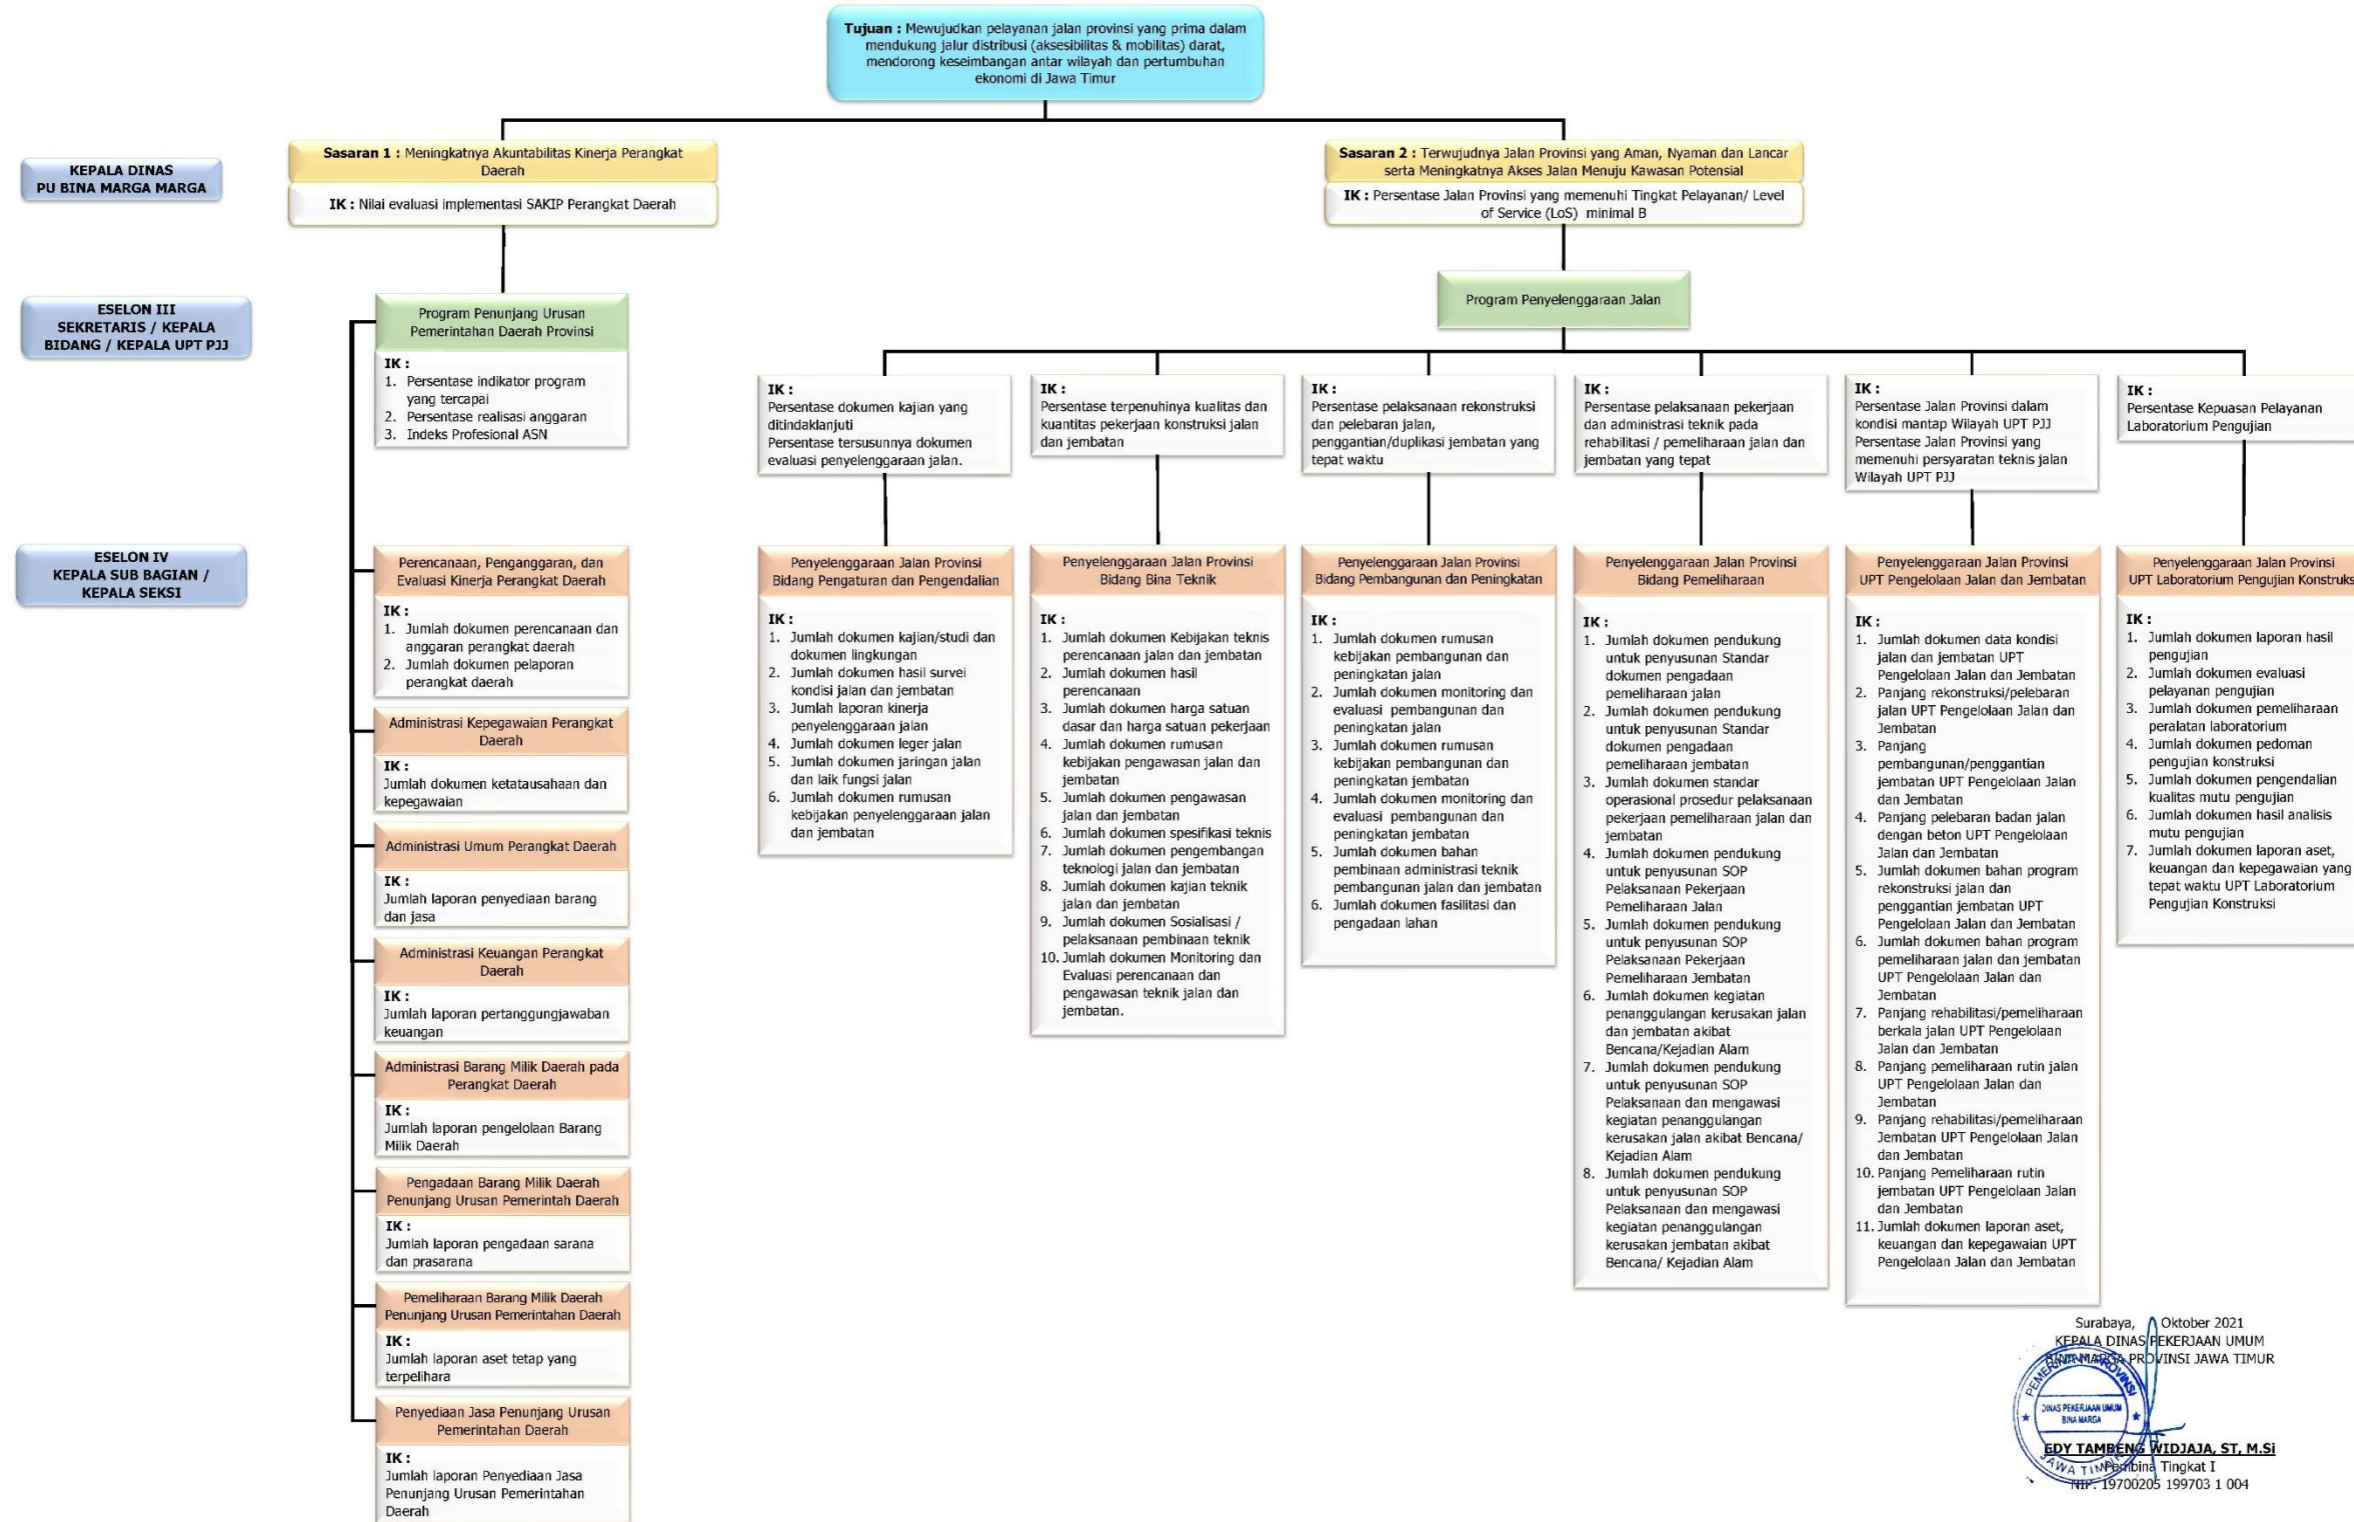 Tujuan : Mewujudkan pelayanan jalan provinsi yang prima dalam
mendukung jalur distribusi (aksesibilitas & mobilitas) darat,
mendorong keseimbangan antar wilayah dan pertumbuhan
ekonomi di Jawa Timur
KEPALA DINAS
PU BINA MARGA MARGA
Sasaran 1 : Meningkatnya Akuntabilitas Kinerja Perangkat
Daerah
IK : Nilai evaluasi implementasi SAKIP Perangkat Daerah
Sasaran 2 : Terwujudnya Jalan Provinsi yang Aman, Nyaman dan Lancar
serta Meningkatnya Akses Jalan Menuju Kawasan Potensial
IK : Persentase Jalan Provinsi yang memenuhi Tingkat Pelayanan/ Level
of Service (LoS) minimal B
ESELON III
SEKRETARIS / KEPALA
BIDANG / KEPALA UPT PJJ
Program Penunjang Urusan
Pemerintahan Daerah Provinsi
IK :
1. Persentase indikator program
yang tercapai
2. Persentase realisasi anggaran
3. Indeks Profesional ASN
Program Penyelenggaraan Jalan
IK :
Persentase dokumen kajian yang
ditindaklanjuti
Persentase tersusunnya dokumen
evaluasi penyelenggaraan jalan.
IK :
Persentase terpenuhinya kualitas dan
kuantitas pekerjaan konstruksi jalan
dan jembatan
IK :
Persentase pelaksanaan rekonstruksi
dan pelebaran jalan,
penggantian/duplikasi jembatan yang
tepat waktu
IK :
Persentase pelaksanaan pekerjaan
dan administrasi teknik pada
rehabilitasi / pemeliharaan jalan dan
jembatan yang tepat
IK :
Persentase Jalan Provinsi dalam
kondisi mantap Wilayah UPT PJJ
Persentase Jalan Provinsi yang
memenuhi persyaratan teknis jalan
Wilayah UPT PJJ
IK :
Persentase Kepuasan Pelayanan
Laboratorium Pengujian
ESELON IV
KEPALA SUB BAGIAN /
KEPALA SEKSI
Perencanaan, Penganggaran, dan
Evaluasi Kinerja Perangkat Daerah
IK :
1. Jumlah dokumen perencanaan dan
anggaran perangkat daerah
2. Jumlah dokumen pelaporan
perangkat daerah
Administrasi Kepegawaian Perangkat
Daerah
IK :
Jumlah dokumen ketatausahaan dan
kepegawaian
Administrasi Umum Perangkat Daerah
IK :
Jumlah laporan penyediaan barang
dan jasa
Administrasi Keuangan Perangkat
Daerah
IK :
Jumlah laporan pertanggungjawaban
keuangan
Administrasi Barang Milik Daerah pada
Perangkat Daerah
IK :
Jumlah laporan pengelolaan Barang
Milik Daerah
Pengadaan Barang Milik Daerah
Penunjang Urusan Pemerintah Daerah
IK :
Jumlah laporan pengadaan sarana
dan prasarana
Pemeliharaan Barang Milik Daerah
Penunjang Urusan Pemerintahan Daerah
IK :
Jumlah laporan aset tetap yang
terpelihara
Penyediaan Jasa Penunjang Urusan
Pemerintahan Daerah
IK :
Jumlah laporan Penyediaan Jasa
Penunjang Urusan Pemerintahan
Daerah
Penyelenggaraan Jalan Provinsi
Bidang Pengaturan dan Pengendalian
IK :
1. Jumlah dokumen kajian/studi dan
dokumen lingkungan
2. Jumlah dokumen hasil survei
kondisi jalan dan jembatan
3. Jumlah laporan kinerja
penyelenggaraan jalan
4. Jumlah dokumen leger jalan
5. Jumlah dokumen jaringan jalan
dan laik fungsi jalan
6. Jumlah dokumen rumusan
kebijakan penyelenggaraan jalan
dan jembatan
Penyelenggaraan Jalan Provinsi
Bidang Bina Teknik
IK :
1. Jumlah dokumen Kebijakan teknis
perencanaan jalan dan jembatan
2. Jumlah dokumen hasil
perencanaan
3. Jumlah dokumen harga satuan
dasar dan harga satuan pekerjaan
4. Jumlah dokumen rumusan
kebijakan pengawasan jalan dan
jembatan
5. Jumlah dokumen pengawasan
jalan dan jembatan
6. Jumlah dokumen spesifikasi teknis
7. Jumlah dokumen pengembangan
teknologi jalan dan jembatan
8. Jumlah dokumen kajian teknik
jalan dan jembatan
9. Jumlah dokumen Sosialisasi /
pelaksanaan pembinaan teknik
10. Jumlah dokumen Monitoring dan
Evaluasi perencanaan dan
pengawasan teknik jalan dan
jembatan.
Penyelenggaraan Jalan Provinsi
Bidang Pembangunan dan Peningkatan
IK :
1. Jumlah dokumen rumusan
kebijakan pembangunan dan
peningkatan jalan
2. Jumlah dokumen monitoring dan
evaluasi pembangunan dan
peningkatan jalan
3. Jumlah dokumen rumusan
kebijakan pembangunan dan
peningkatan jembatan
4. Jumlah dokumen monitoring dan
evaluasi pembangunan dan
peningkatan jembatan
5. Jumlah dokumen bahan
pembinaan administrasi teknik
pembangunan jalan dan jembatan
6. Jumlah dokumen fasilitasi dan
pengadaan lahan
Penyelenggaraan Jalan Provinsi
Bidang Pemeliharaan
IK :
1. Jumlah dokumen pendukung
untuk penyusunan Standar
dokumen pengadaan
pemeliharaan jalan
2. Jumlah dokumen pendukung
untuk penyusunan Standar
dokumen pengadaan
pemeliharaan jembatan
3. Jumlah dokumen standar
operasional prosedur pelaksanaan
pekerjaan pemeliharaan jalan dan
jembatan
4. Jumlah dokumen pendukung
untuk penyusunan SOP
Pelaksanaan Pekerjaan
Pemeliharaan Jalan
5. Jumlah dokumen pendukung
untuk penyusunan SOP
Pelaksanaan Pekerjaan
Pemeliharaan Jembatan
6. Jumlah dokumen kegiatan
penanggulangan kerusakan jalan
dan jembatan akibat
Bencana/Kejadian Alam
7. Jumlah dokumen pendukung
untuk penyusunan SOP
Pelaksanaan dan mengawasi
kegiatan penanggulangan
kerusakan jalan akibat Bencana/
Kejadian Alam
8. Jumlah dokumen pendukung
untuk penyusunan SOP
Pelaksanaan dan mengawasi
kegiatan penanggulangan
kerusakan jembatan akibat
Bencana/ Kejadian Alam
Penyelenggaraan Jalan Provinsi
UPT Pengelolaan Jalan dan Jembatan
IK :
1. Jumlah dokumen data kondisi
jalan dan jembatan UPT
Pengelolaan Jalan dan Jembatan
2. Panjang rekonstruksi/pelebaran
jalan UPT Pengelolaan Jalan dan
Jembatan
3. Panjang
pembangunan/penggantian
jembatan UPT Pengelolaan Jalan
dan Jembatan
4. Panjang pelebaran badan jalan
dengan beton UPT Pengelolaan
Jalan dan Jembatan
5. Jumlah dokumen bahan program
rekonstruksi jalan dan
penggantian jembatan UPT
Pengelolaan Jalan dan Jembatan
6. Jumlah dokumen bahan program
pemeliharaan jalan dan jembatan
UPT Pengelolaan Jalan dan
Jembatan
7. Panjang rehabilitasi/pemeliharaan
berkala jalan UPT Pengelolaan
Jalan dan Jembatan
8. Panjang pemeliharaan rutin jalan
UPT Pengelolaan Jalan dan
Jembatan
9. Panjang rehabilitasi/pemeliharaan
Jembatan UPT Pengelolaan Jalan
dan Jembatan
10. Panjang Pemeliharaan rutin
jembatan UPT Pengelolaan Jalan
dan Jembatan
11. Jumlah dokumen laporan aset,
keuangan dan kepegawaian UPT
Pengelolaan Jalan dan Jembatan
Penyelenggaraan Jalan Provinsi
UPT Laboratorium Pengujian Konstruks
IK :
1. Jumlah dokumen laporan hasil
pengujian
2. Jumlah dokumen evaluasi
pelayanan pengujian
3. Jumlah dokumen pemeliharaan
peralatan laboratorium
4. Jumlah dokumen pedoman
pengujian konstruksi
5. Jumlah dokumen pengendalian
kualitas mutu pengujian
6. Jumlah dokumen hasil analisis
mutu pengujian
7. Jumlah dokumen laporan aset,
keuangan dan kepegawaian yang
tepat waktu UPT Laboratorium
Pengujian Konstruksi
Surabaya, Oktober 2021
KEPALA DINAS PEKERJAAN UMUM
BINA MARGA PROVINSI JAWA TIMUR
PEMERINTAH PROVINSI
DINAS PEKERJAAN UMUM
BINA MARGA
JAWA TIMUR
EDY TAMBENG WIDJAJA, ST, M.Si
Pembina Tingkat I
NIP. 19700205 199703 1 004